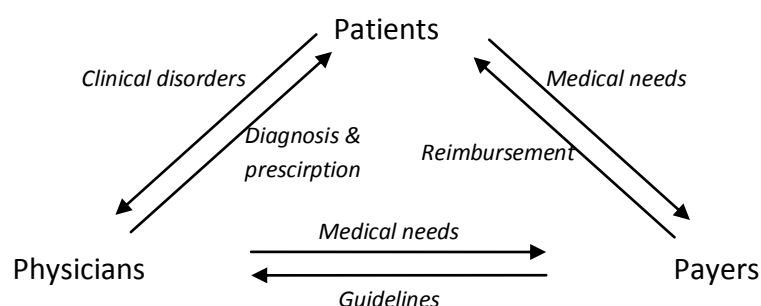 Patients
Clinical disorders
Medical needs
Diagnosis &
prescirption
Reimbursement
Medical needs
Physicians
Payers
Guidelines